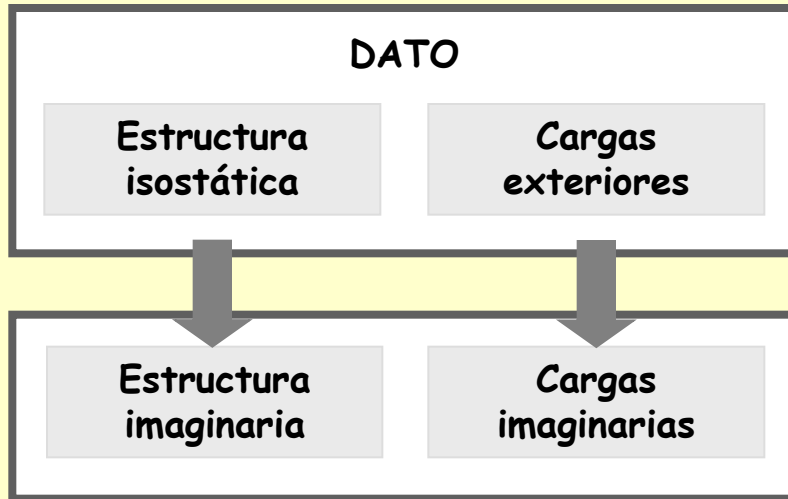 DATO
Estructura
isostática
Cargas
exteriores
Estructura
imaginaria
Cargas
imaginarias